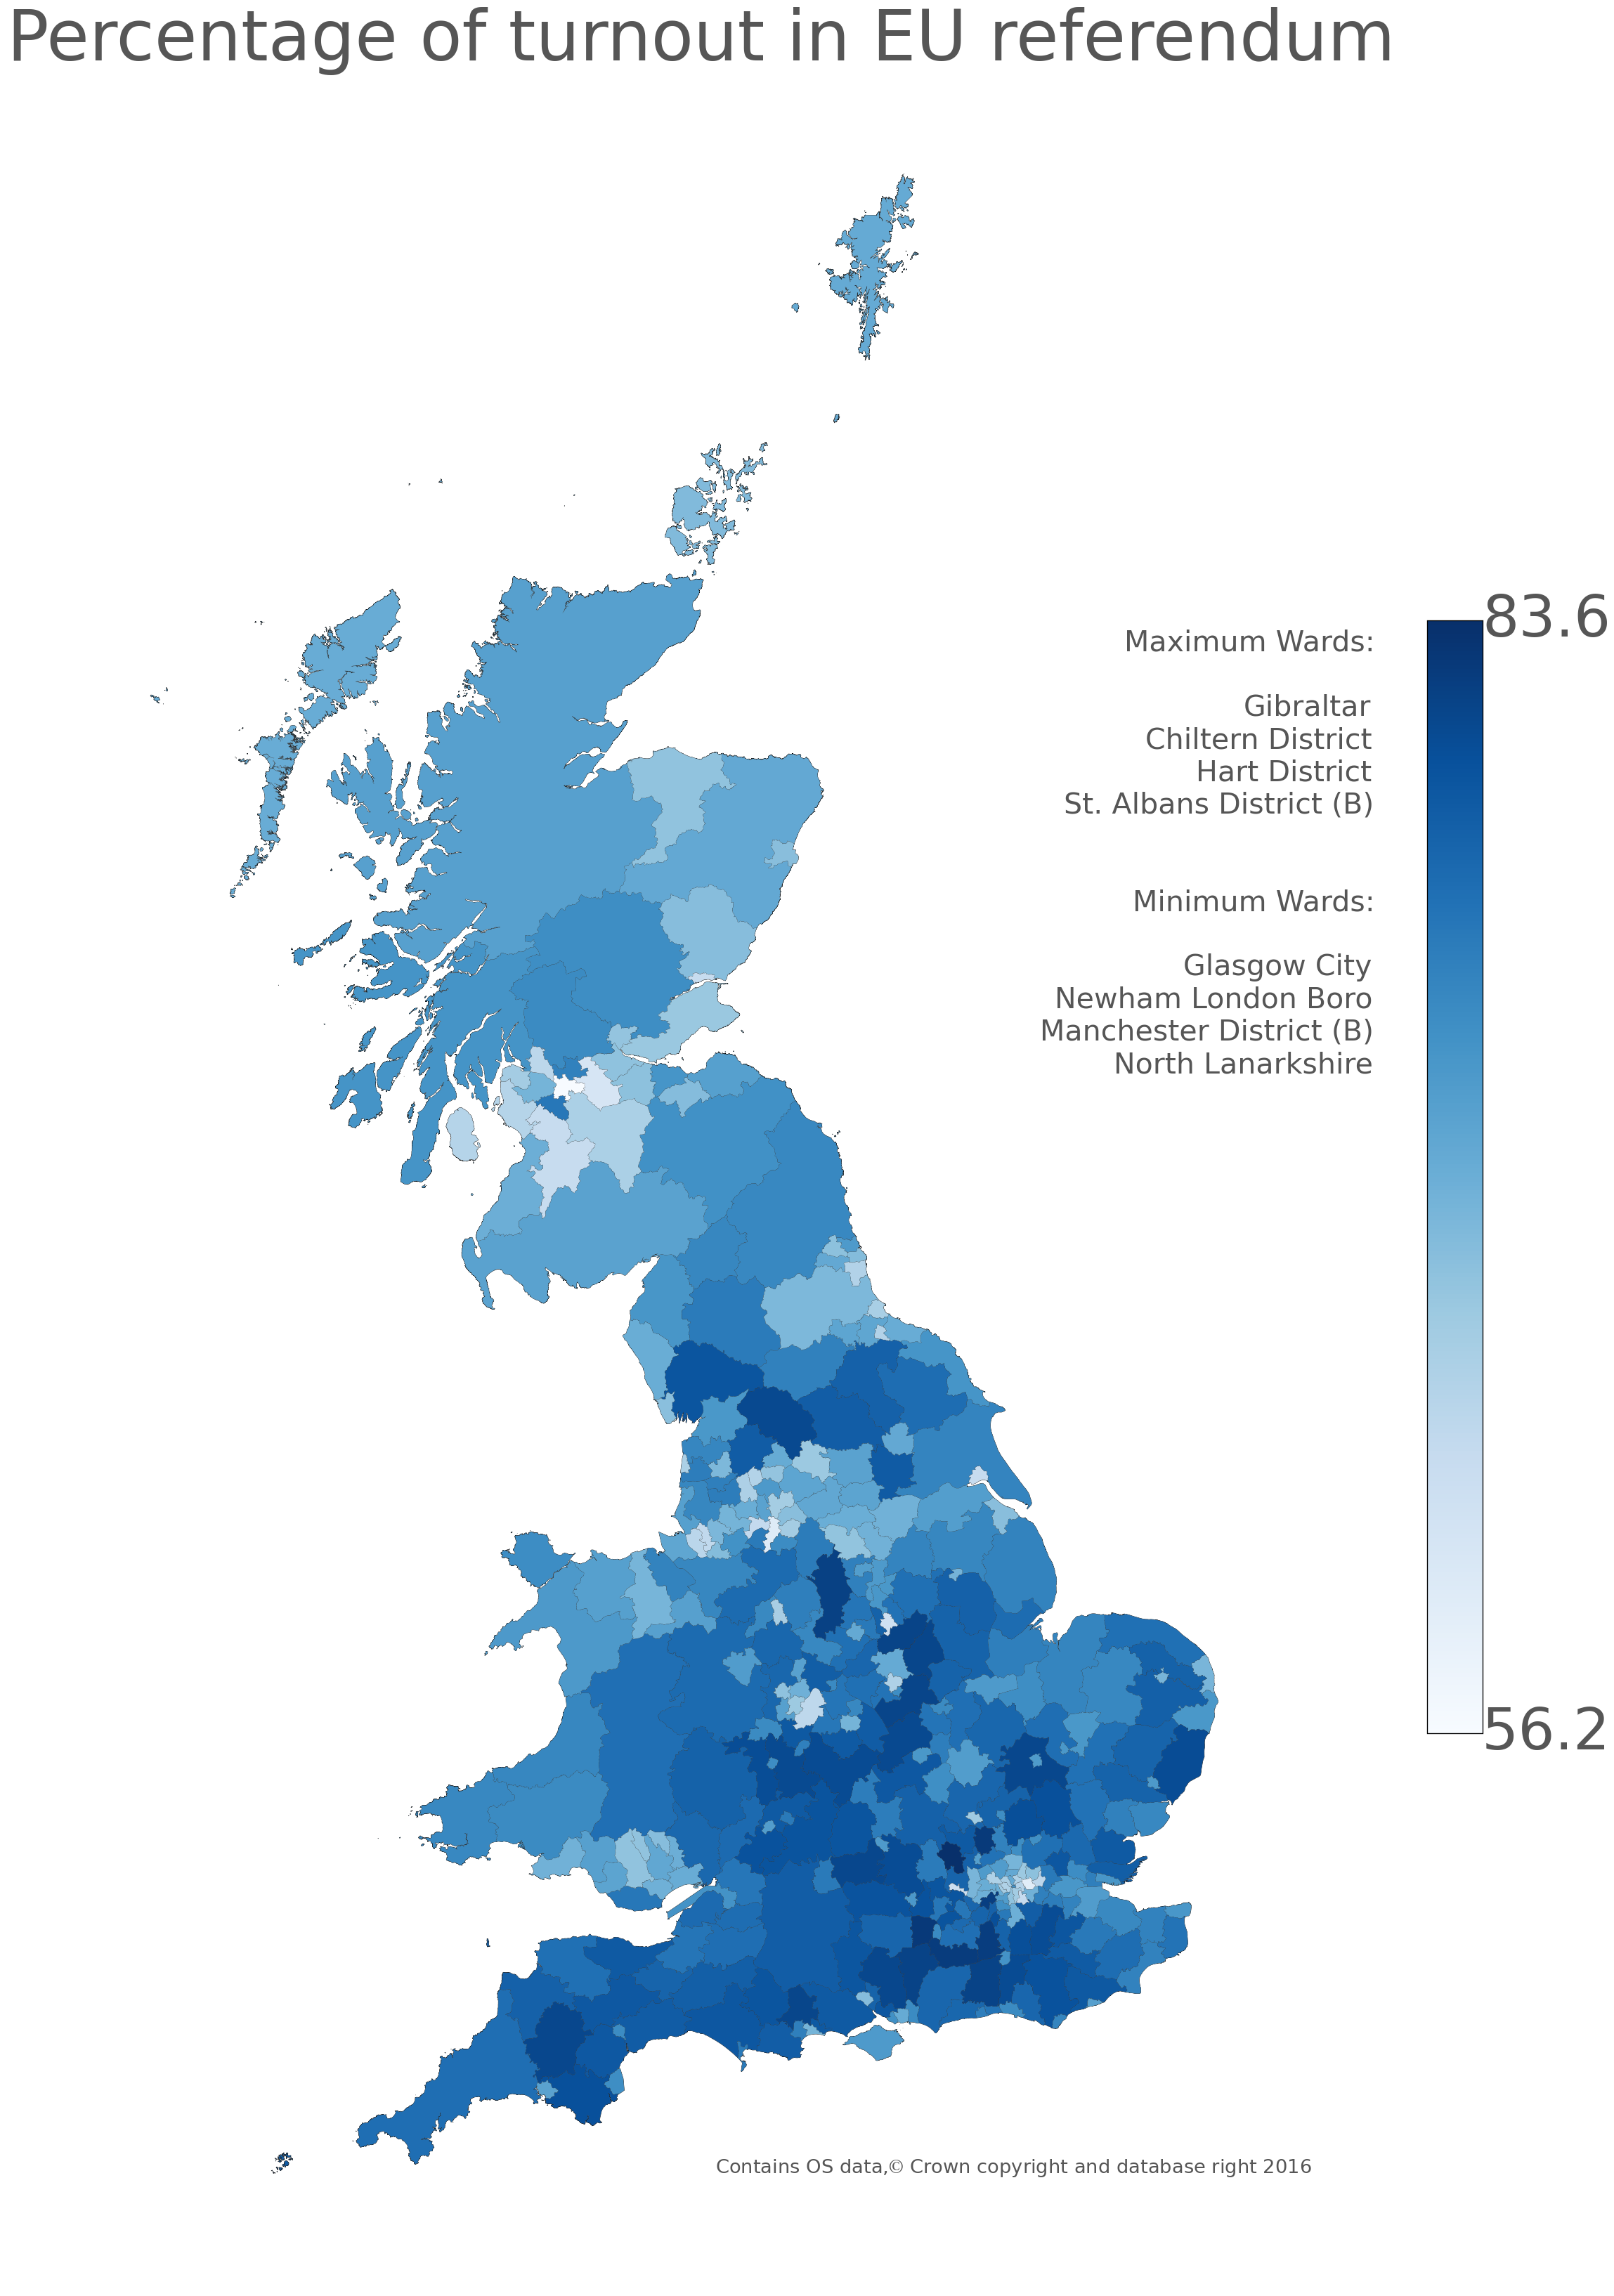 Percentage of turnout in EU referendum
83.6
Maximum Wards:
Gibraltar
Chiltern District
Hart District
St. Albans District (B)
Minimum Wards:
Glasgow City
Newham London Boro
Manchester District (B)
North Lanarkshire
56.2
Contains OS data,© Crown copyright and database right 2016